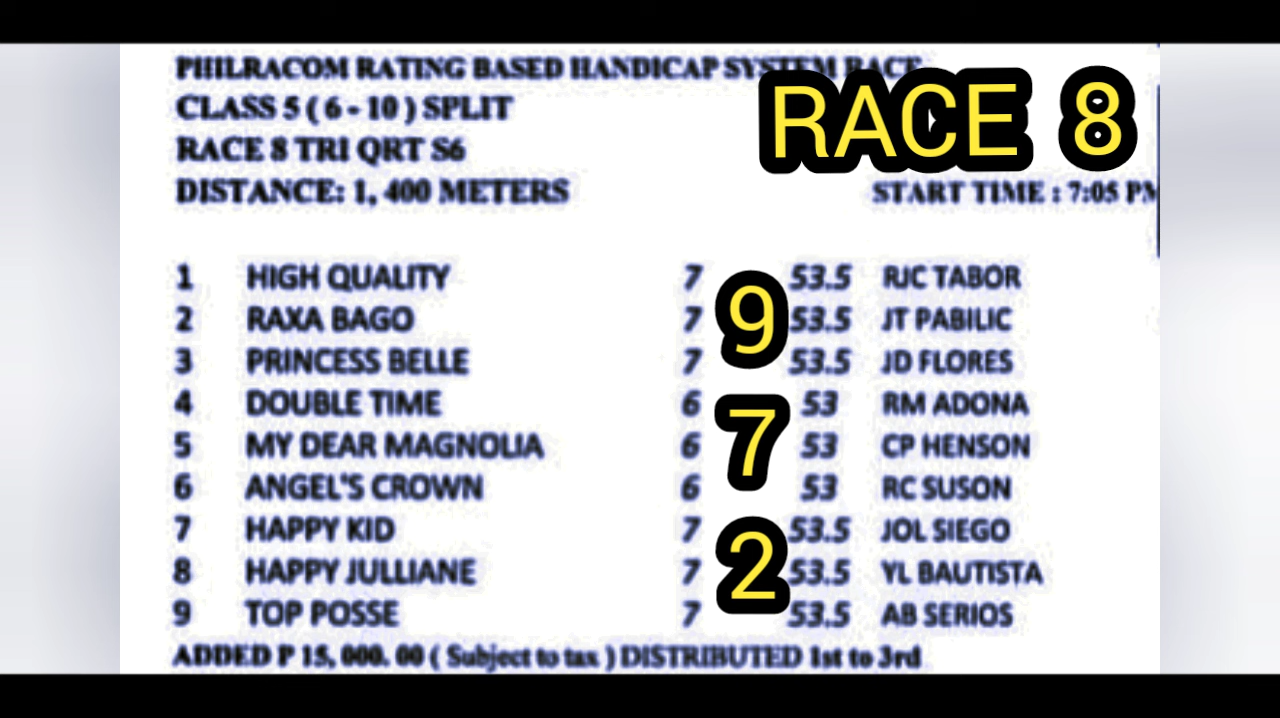 PHILRACOM RATING BASED HANDICAP SYSTEM RACE
CLASS 5 ( 6 - 10 ) SPLIT
RACE 8
RACE 8 TRI QRT S6
DISTANCE: 1, 400 METERS START TIME : 7:05 PM
1 HIGH QUALITY 7 53.5 RJC TABOR
9
2 RAXA BAGO 7 53.5 JT PABILIC
3 PRINCESS BELLE 7 53.5 JD FLORES
4 DOUBLE TIME 6 53 RM ADONA
7
5 MY DEAR MAGNOLIA 6 53 CP HENSON
6 ANGEL'S CROWN 6 53 RC SUSON
7 HAPPY KID 7 53.5 JOL SIEGO
2
8 HAPPY JULLIANE 7 53.5 YL BAUTISTA
9 TOP POSSE 7 53.5 AB SERIOS
ADDED P 15, 000. 00 ( Subject to tax ) DISTRIBUTED 1st to 3rd